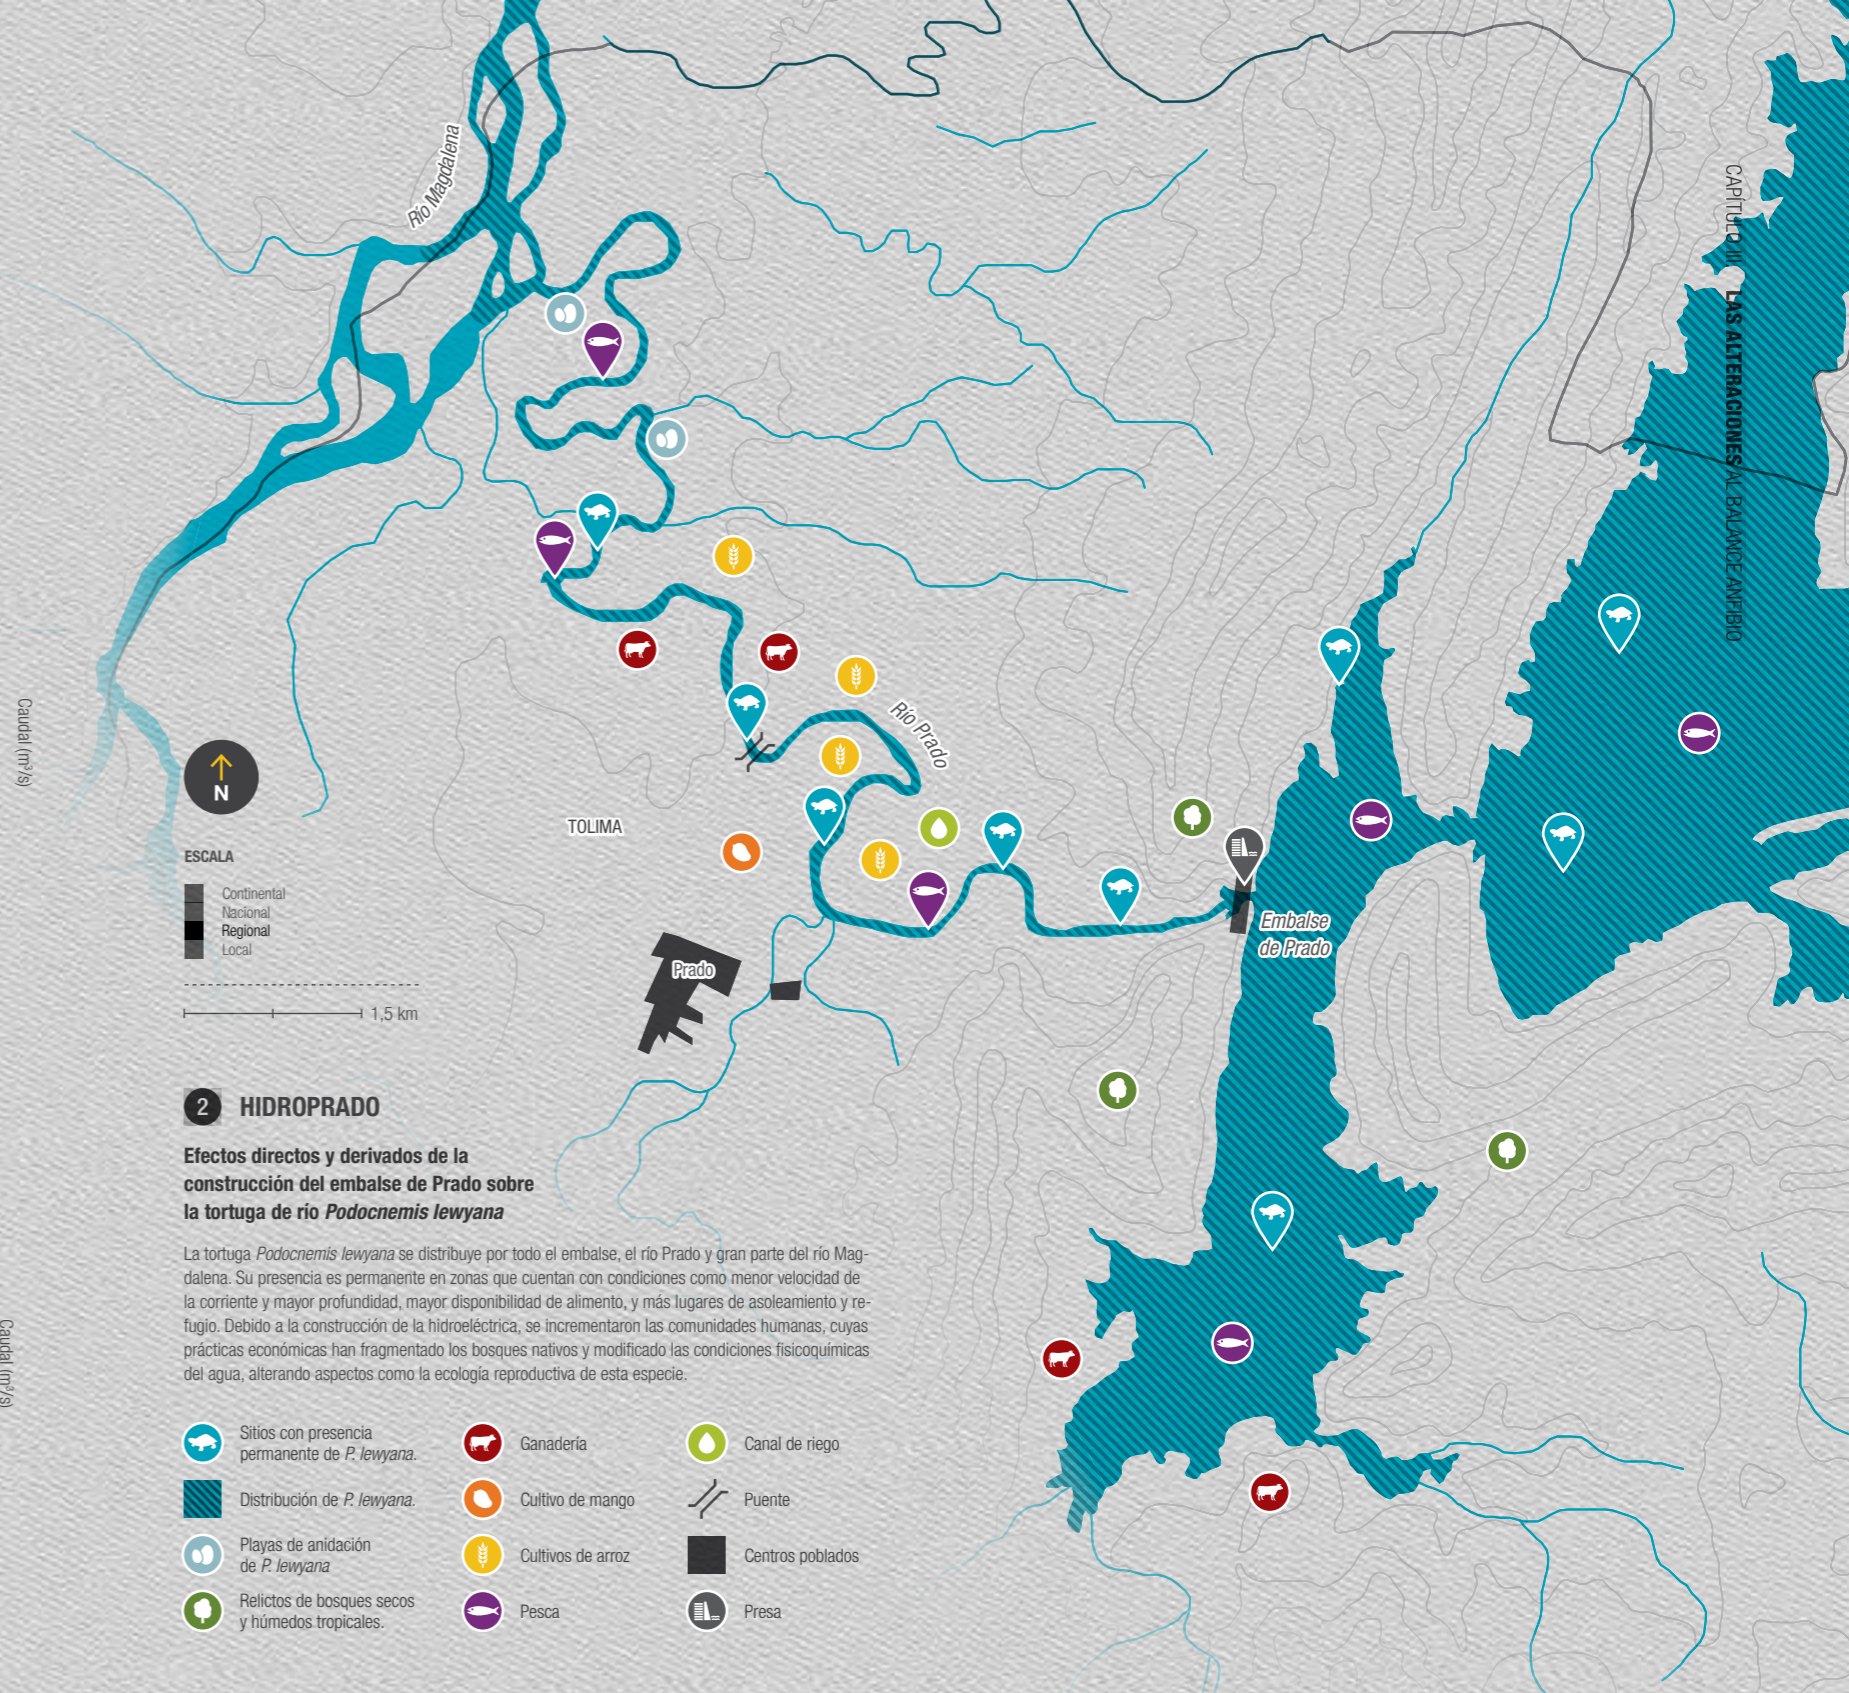 Río Magdalena
CAPÍTULO III LAS ALTERACIONES AL BALANCE ANFIBIO
Caudal (m³/s)
Río Prado
N
TOLIMA
ESCALA
Continental
Nacional
Regional
Local
1,5 km
Embalse
de Prado
Prado
2 HIDROPRADO
Efectos directos y derivados de la
construcción del embalse de Prado sobre
la tortuga de río Podocnemis lewyana
La tortuga Podocnemis lewyana se distribuye por todo el embalse, el río Prado y gran parte del río Mag-
dalena. Su presencia es permanente en zonas que cuentan con condiciones como menor velocidad de
la corriente y mayor profundidad, mayor disponibilidad de alimento, y más lugares de asoleamiento y re-
fugio. Debido a la construcción de la hidroeléctrica, se incrementaron las comunidades humanas, cuyas
prácticas económicas han fragmentado los bosques nativos y modificado las condiciones fisicoquímicas
del agua, alterando aspectos como la ecología reproductiva de esta especie.
Caudal (m³/s)
Sitios con presencia
permanente de P. lewyana.
Distribución de P. lewyana.
Playas de anidación
de P. lewyana
Relictos de bosques secos
y húmedos tropicales.
Ganadería
Cultivo de mango
Cultivos de arroz
Pesca
Canal de riego
Puente
Centros poblados
Presa